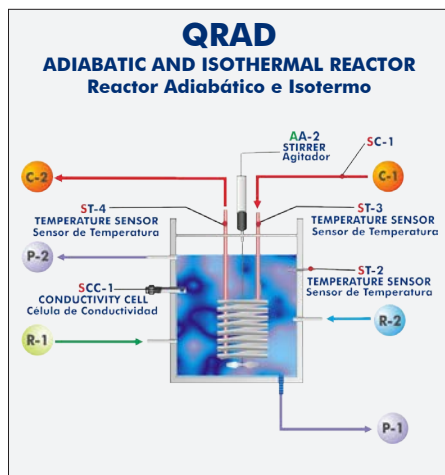 QRAD
ADIABATIC AND ISOTHERMAL REACTOR
Reactor Adiabático e Isotermo
AA-2
STIRRER
Agitador
SC-1
C-2
C-1
ST-4
TEMPERATURE SENSOR
Sensor de Temperatura
ST-3
TEMPERATURE SENSOR
Sensor de Temperatura
P-2
ST-2
TEMPERATURE SENSOR
Sensor de Temperatura
SCC-1
CONDUCTIVITY CELL
Célula de Conductividad
R-1
R-2
P-1